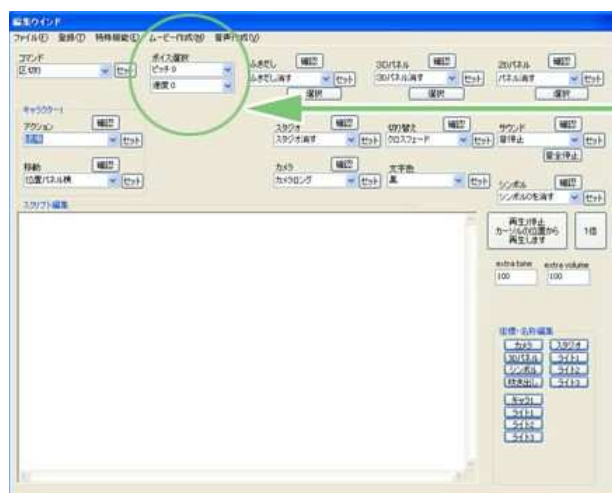 編集ウインド
ファイル(F) 登録(T) 特殊機能(E) ムービー作成(M) 音声作成(V)
コマンド
区切り
セット
ボイス選択
ピッチ 0
速度 0
ふきだし 確認
ふきだし消す セット
選択
3Dパネル 確認
3Dパネル消す セット
選択
2Dパネル 確認
パネル消す セット
選択
キャラクター1
アクション 確認
セット
移動 確認
位置パネル横 セット
スタジオ 確認
スタジオ消す セット
切り替え 確認
クロスフェード セット
サウンド 確認
音停止 セット
音全停止
カメラ 確認
カメラロング セット
文字色
黒 セット
シンボル 確認
シンボル0を消す セット
スクリプト編集
再生/停止
カーソルの位置から
再生します
1倍
extra tone extra volume
100 100
座標・名称編集
カメラ スタジオ
3Dパネル ライト1
シンボル ライト2
吹き出し ライト3
キャラ1
ライト1
ライト2
ライト3